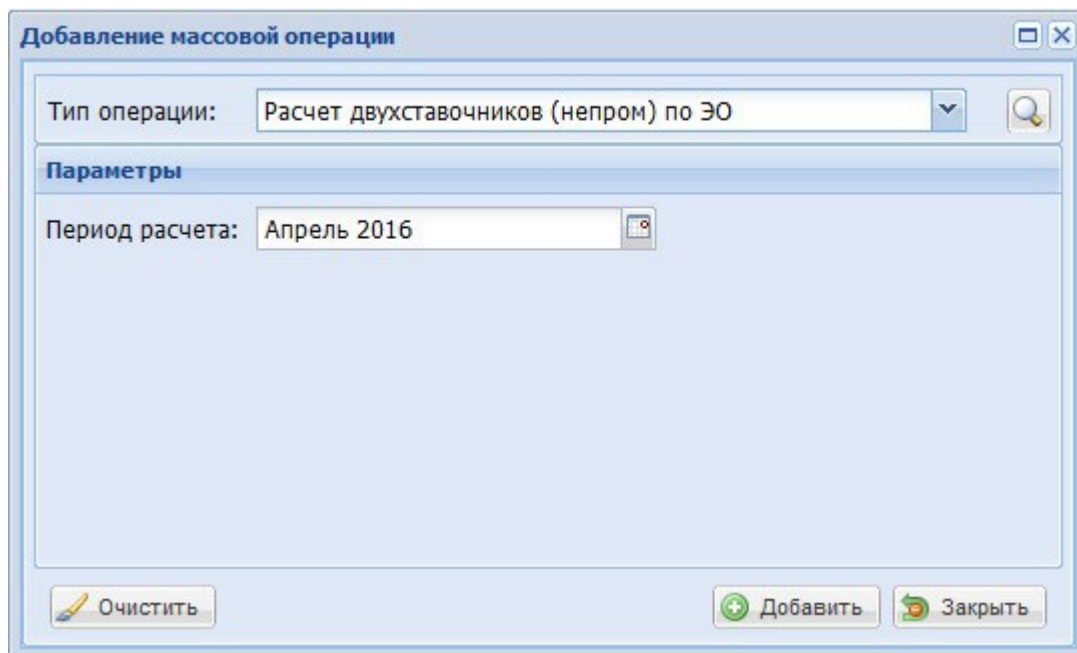 Добавление массовой операции
Тип операции: Расчет двухставочников (непром) по ЭО
Параметры
Период расчета: Апрель 2016
Очистить Добавить Закрыть